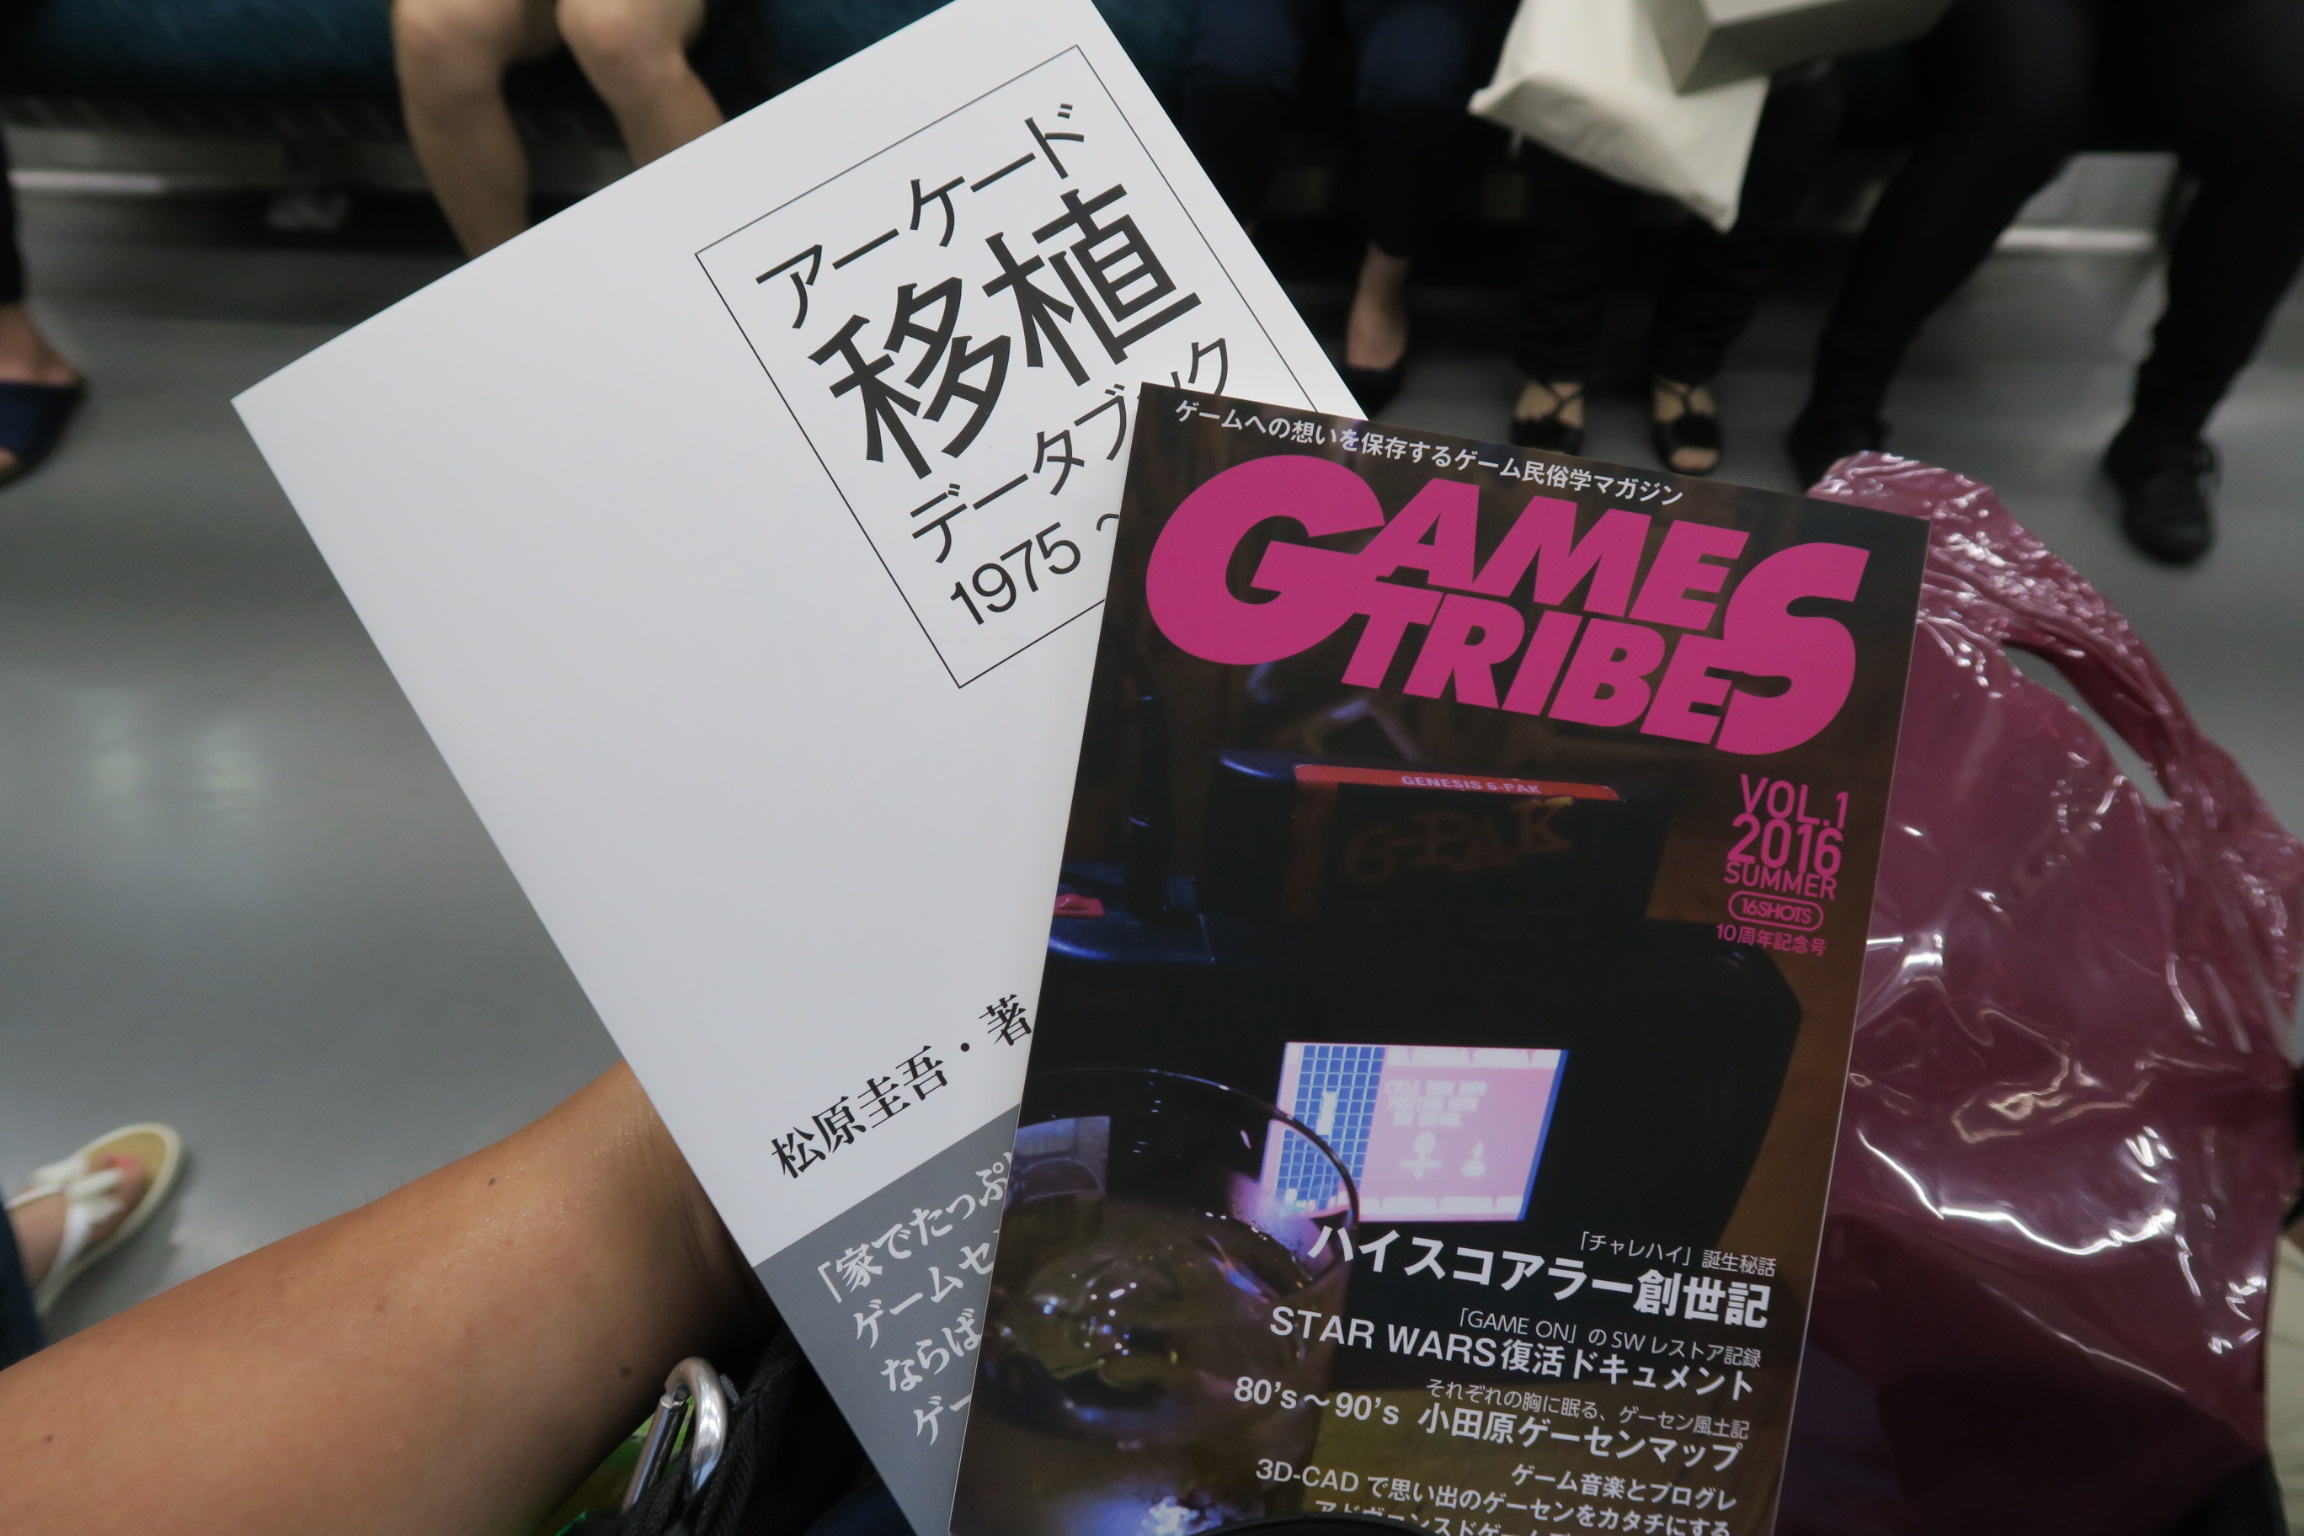 アーケード
移植
データブック
1975 ~
松原圭吾・著
「家でたっぷ
ゲームセ
ならば
ゲー
ゲームへの想いを保存するゲーム民俗学マガジン
GAME
TRIBES
GENESIS 6-PAK
6-PAK
VOL.1
2016
SUMMER
16SHOTS
10周年記念号
「チャレハイ」誕生秘話
ハイスコアラー創世記
「GAME ON」のSWレストア記録
STAR WARS復活ドキュメント
それぞれの胸に眠る、ゲーセン風土記
80's～90's 小田原ゲーセンマップ
ゲーム音楽とプログレ
3D-CADで思い出のゲーセンをカタチにする